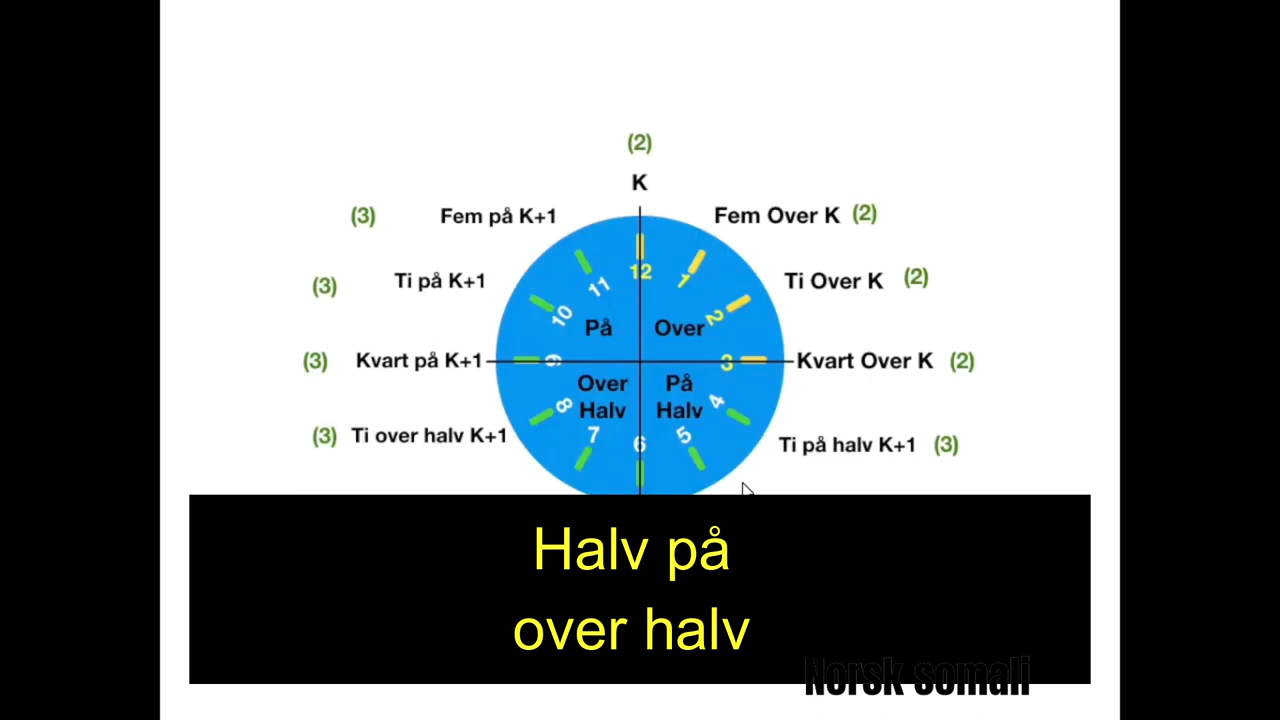 (2)
K
(3) Fem på K+1
Fem Over K (2)
(3) Ti på K+1
Ti Over K (2)
(3) Kvart på K+1
Kvart Over K (2)
(3) Ti over halv K+1
Ti på halv K+1 (3)
12
1
2
3
4
5
6
7
8
9
10
11
På
Over
Over
Halv
På
Halv
Halv på
over halv
Norsk somali